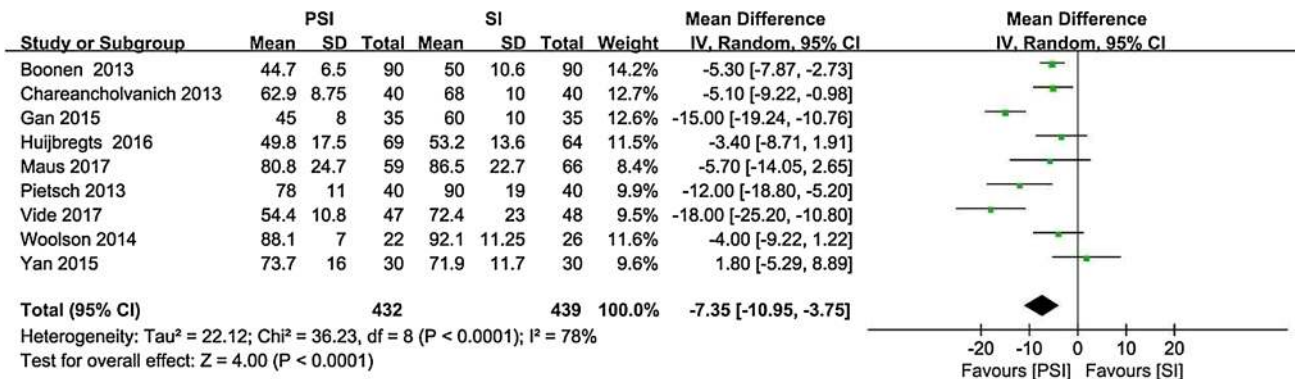 PSI SI Mean Difference Mean Difference
Study or Subgroup Mean SD Total Mean SD Total Weight IV, Random, 95% CI IV, Random, 95% CI
Boonen 2013 44.7 6.5 90 50 10.6 90 14.2% -5.30 [-7.87, -2.73]
Chareancholvanich 2013 62.9 8.75 40 68 10 40 12.7% -5.10 [-9.22, -0.98]
Gan 2015 45 8 35 60 10 35 12.6% -15.00 [-19.24, -10.76]
Huijbregts 2016 49.8 17.5 69 53.2 13.6 64 11.5% -3.40 [-8.71, 1.91]
Maus 2017 80.8 24.7 59 86.5 22.7 66 8.4% -5.70 [-14.05, 2.65]
Pietsch 2013 78 11 40 90 19 40 9.9% -12.00 [-18.80, -5.20]
Vide 2017 54.4 10.8 47 72.4 23 48 9.5% -18.00 [-25.20, -10.80]
Woolson 2014 88.1 7 22 92.1 11.25 26 11.6% -4.00 [-9.22, 1.22]
Yan 2015 73.7 16 30 71.9 11.7 30 9.6% 1.80 [-5.29, 8.89]
Total (95% CI) 432 439 100.0% -7.35 [-10.95, -3.75]
Heterogeneity: Tau² = 22.12; Chi² = 36.23, df = 8 (P < 0.0001); I² = 78%
Test for overall effect: Z = 4.00 (P < 0.0001)
-20 -10 0 10 20
Favours [PSI] Favours [SI]